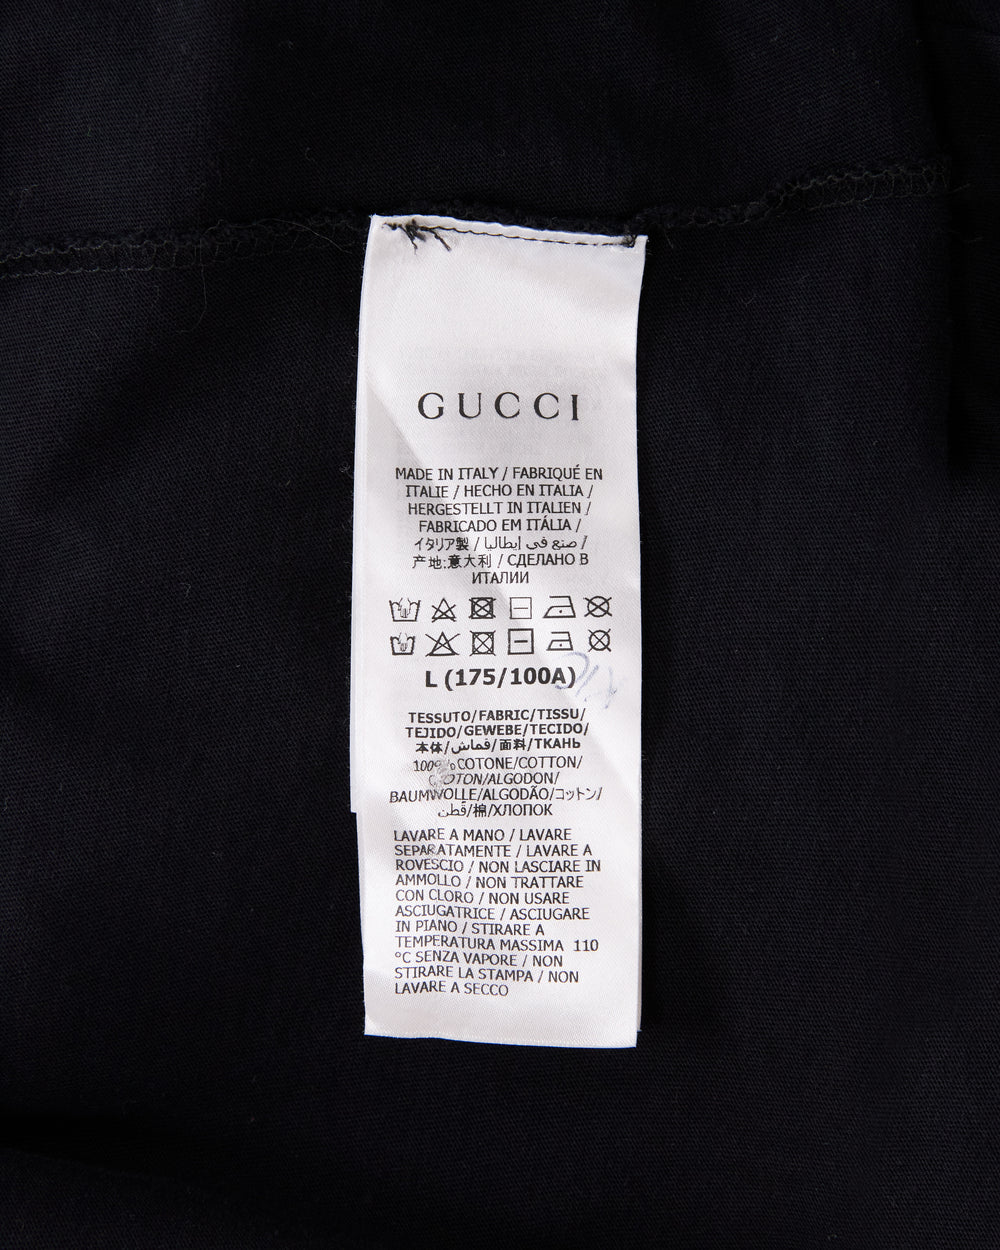 GUCCI
MADE IN ITALY / FABRIQUÉ EN
ITALIE / HECHO EN ITALIA /
HERGESTELLT IN ITALIEN /
FABRICADO EM ITÁLIA /
イタリア製 / صنع في إيطاليا /
产地:意大利 / СДЕЛАНО В
ИТАЛИИ
L (175/100A)
TESSUTO/FABRIC/TISSU/
TEJIDO/GEWEBE/TECIDO/
本体/قماش/面料/ТКАНЬ
100% COTONE/COTTON/
COTON/ALGODON/
BAUMWOLLE/ALGODÃO/コットン/
قطن/棉/ХЛОПОК
LAVARE A MANO / LAVARE
SEPARATAMENTE / LAVARE A
ROVESCIO / NON LASCIARE IN
AMMOLLO / NON TRATTARE
CON CLORO / NON USARE
ASCIUGATRICE / ASCIUGARE
IN PIANO / STIRARE A
TEMPERATURA MASSIMA 110
°C SENZA VAPORE / NON
STIRARE LA STAMPA / NON
LAVARE A SECCO